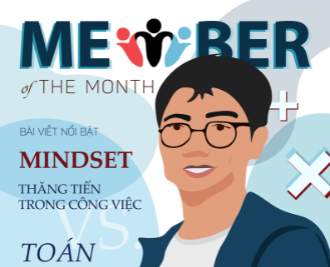 MEMBER
of THE MONTH
BÀI VIẾT NỔI BẬT
MINDSET
THĂNG TIẾN
TRONG CÔNG VIỆC
VS.
TOÁN